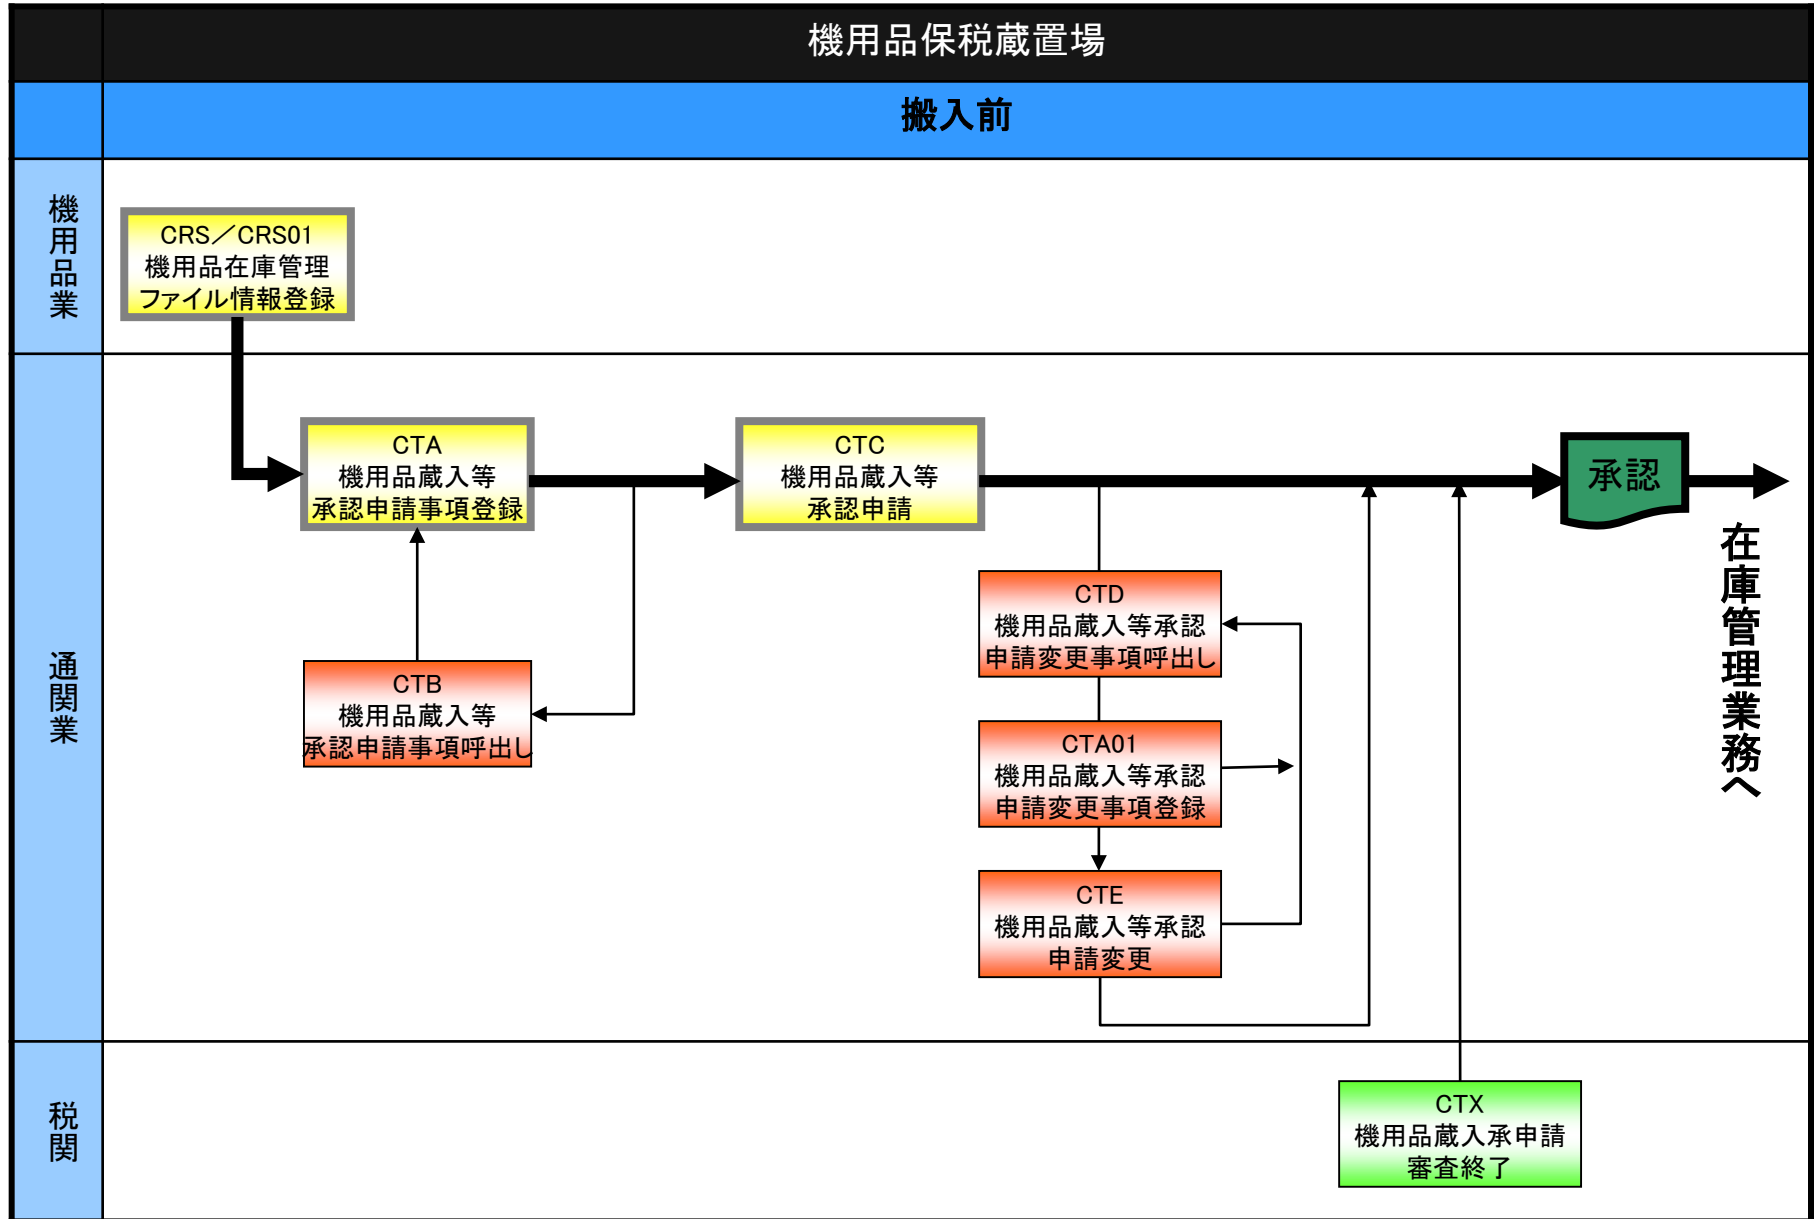 機用品保税蔵置場
搬入前
機用品業
CRS／CRS01
機用品在庫管理
ファイル情報登録
通関業
CTA
機用品蔵入等
承認申請事項登録
CTC
機用品蔵入等
承認申請
承認
在庫管理業務へ
CTB
機用品蔵入等
承認申請事項呼出し
CTD
機用品蔵入等承認
申請変更事項呼出し
CTA01
機用品蔵入等承認
申請変更事項登録
CTE
機用品蔵入等承認
申請変更
税関
CTX
機用品蔵入承申請
審査終了